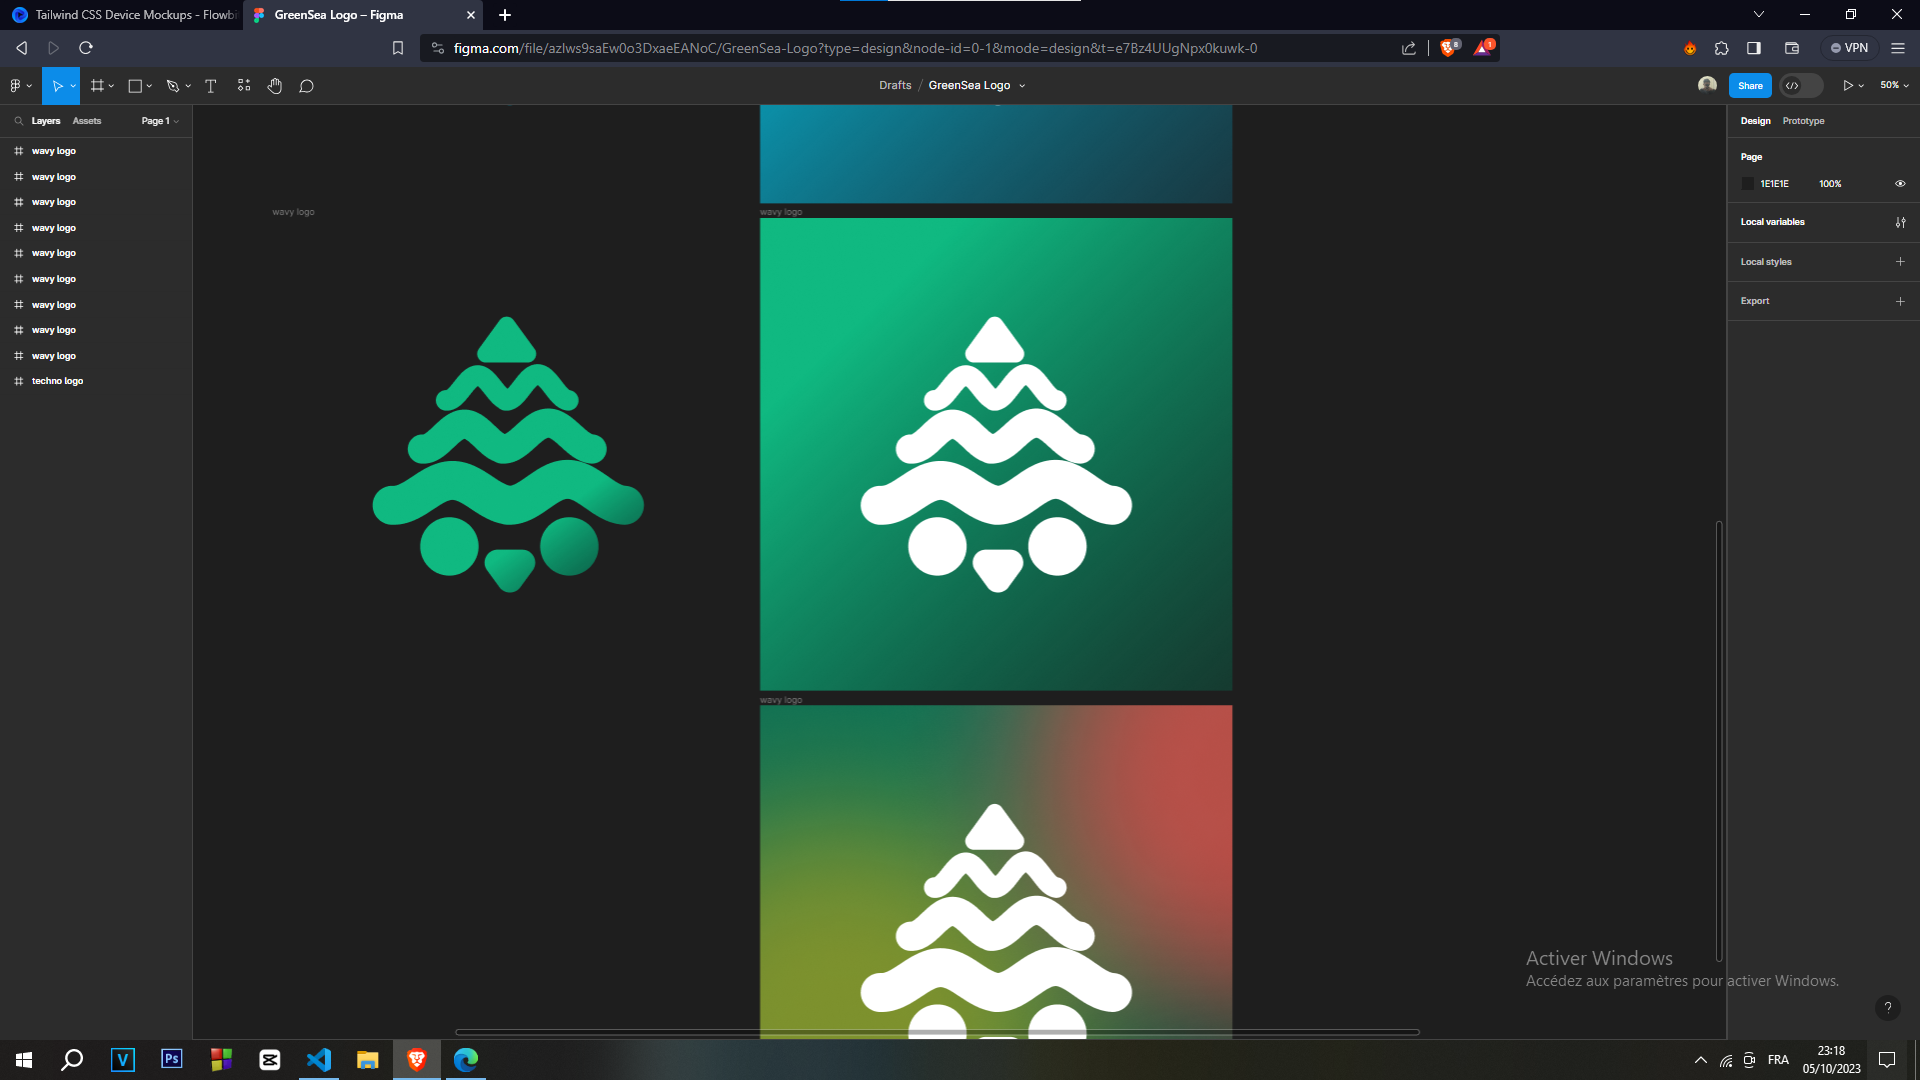 Tailwind CSS Device Mockups - Flowbi
GreenSea Logo – Figma
figma.com/file/azlws9saEw0o3DxaeEANoC/GreenSea-Logo?type=design&node-id=0-1&mode=design&t=e7Bz4UUgNpx0kuwk-0
8
1
VPN
Drafts / GreenSea Logo
Share
50%
Layers
Assets
Page 1
Design
Prototype
wavy logo
wavy logo
wavy logo
wavy logo
wavy logo
wavy logo
wavy logo
wavy logo
wavy logo
techno logo
wavy logo
wavy logo
wavy logo
Page
1E1E1E
100%
Local variables
Local styles
Export
Activer Windows
Accédez aux paramètres pour activer Windows.
?
V
Ps
FRA
23:18
05/10/2023